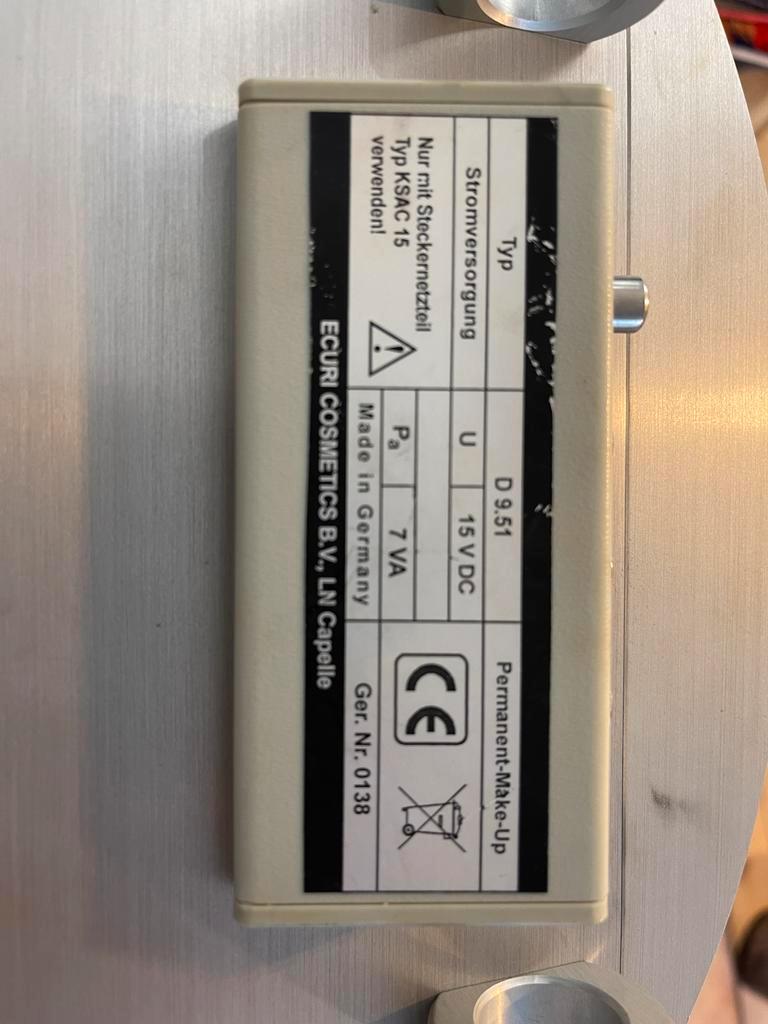 Typ D 9.51 Permanent-Make-Up
Stromversorgung U 15 V DC
Nur mit Steckernetzteil
Typ KSAC 15
verwenden!
Pa 7 VA
CE
Made in Germany Ger. Nr. 0138
ECURI COSMETICS B.V., LN Capelle